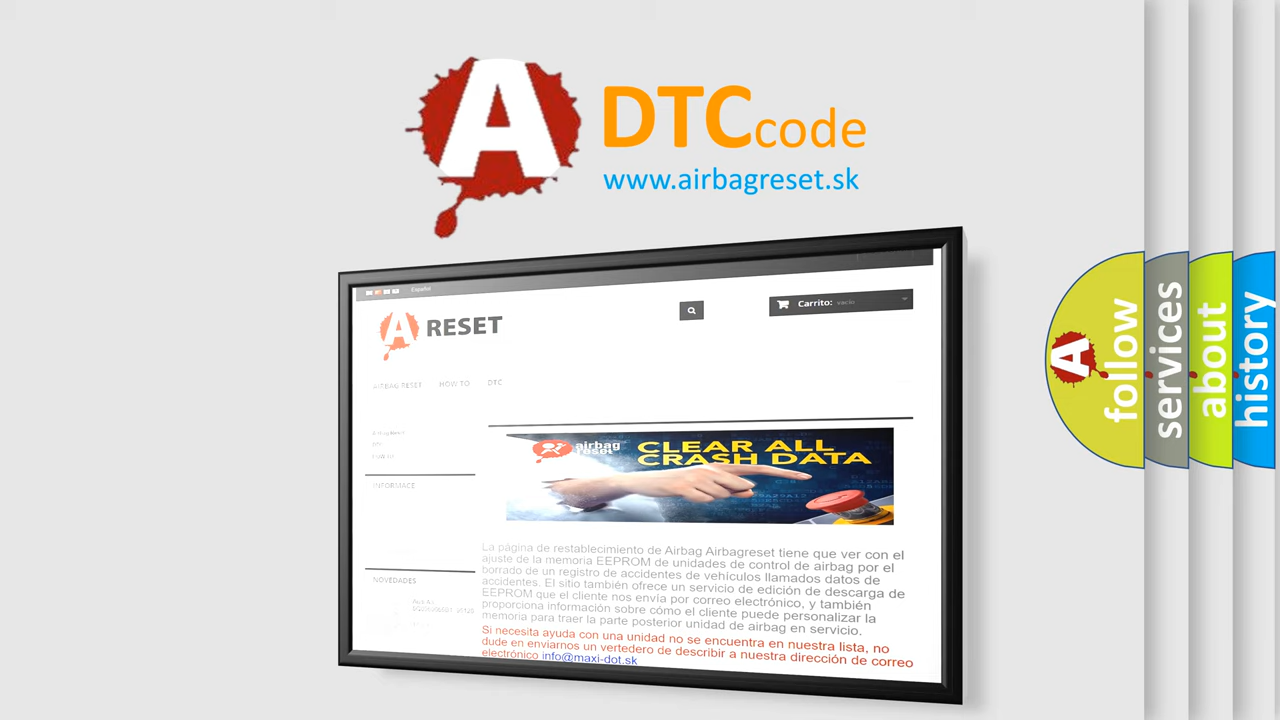 A
DTCcode
www.airbagreset.sk
Español
A RESET
Carrito: vacío
AIRBAG RESET HOW TO DTC
INFORMACE
NOVEDADES
airbag
reset
CLEAR ALL
CRASH DATA
La página de restablecimiento de Airbag Airbagreset tiene que ver con el
ajuste de la memoria EEPROM de unidades de control de airbag por el
borrado de un registro de accidentes de vehículos llamados datos de
accidentes. El sitio también ofrece un servicio de edición de descarga de
EEPROM que el cliente nos envía por correo electrónico, y también
proporciona información sobre cómo el cliente puede personalizar la
memoria para traer la parte posterior unidad de airbag en servicio.
Si necesita ayuda con una unidad no se encuentra en nuestra lista, no
dude en enviarnos un vertedero de describir a nuestra dirección de correo
electrónico info@maxi-dot.sk
A
follow
services
about
history